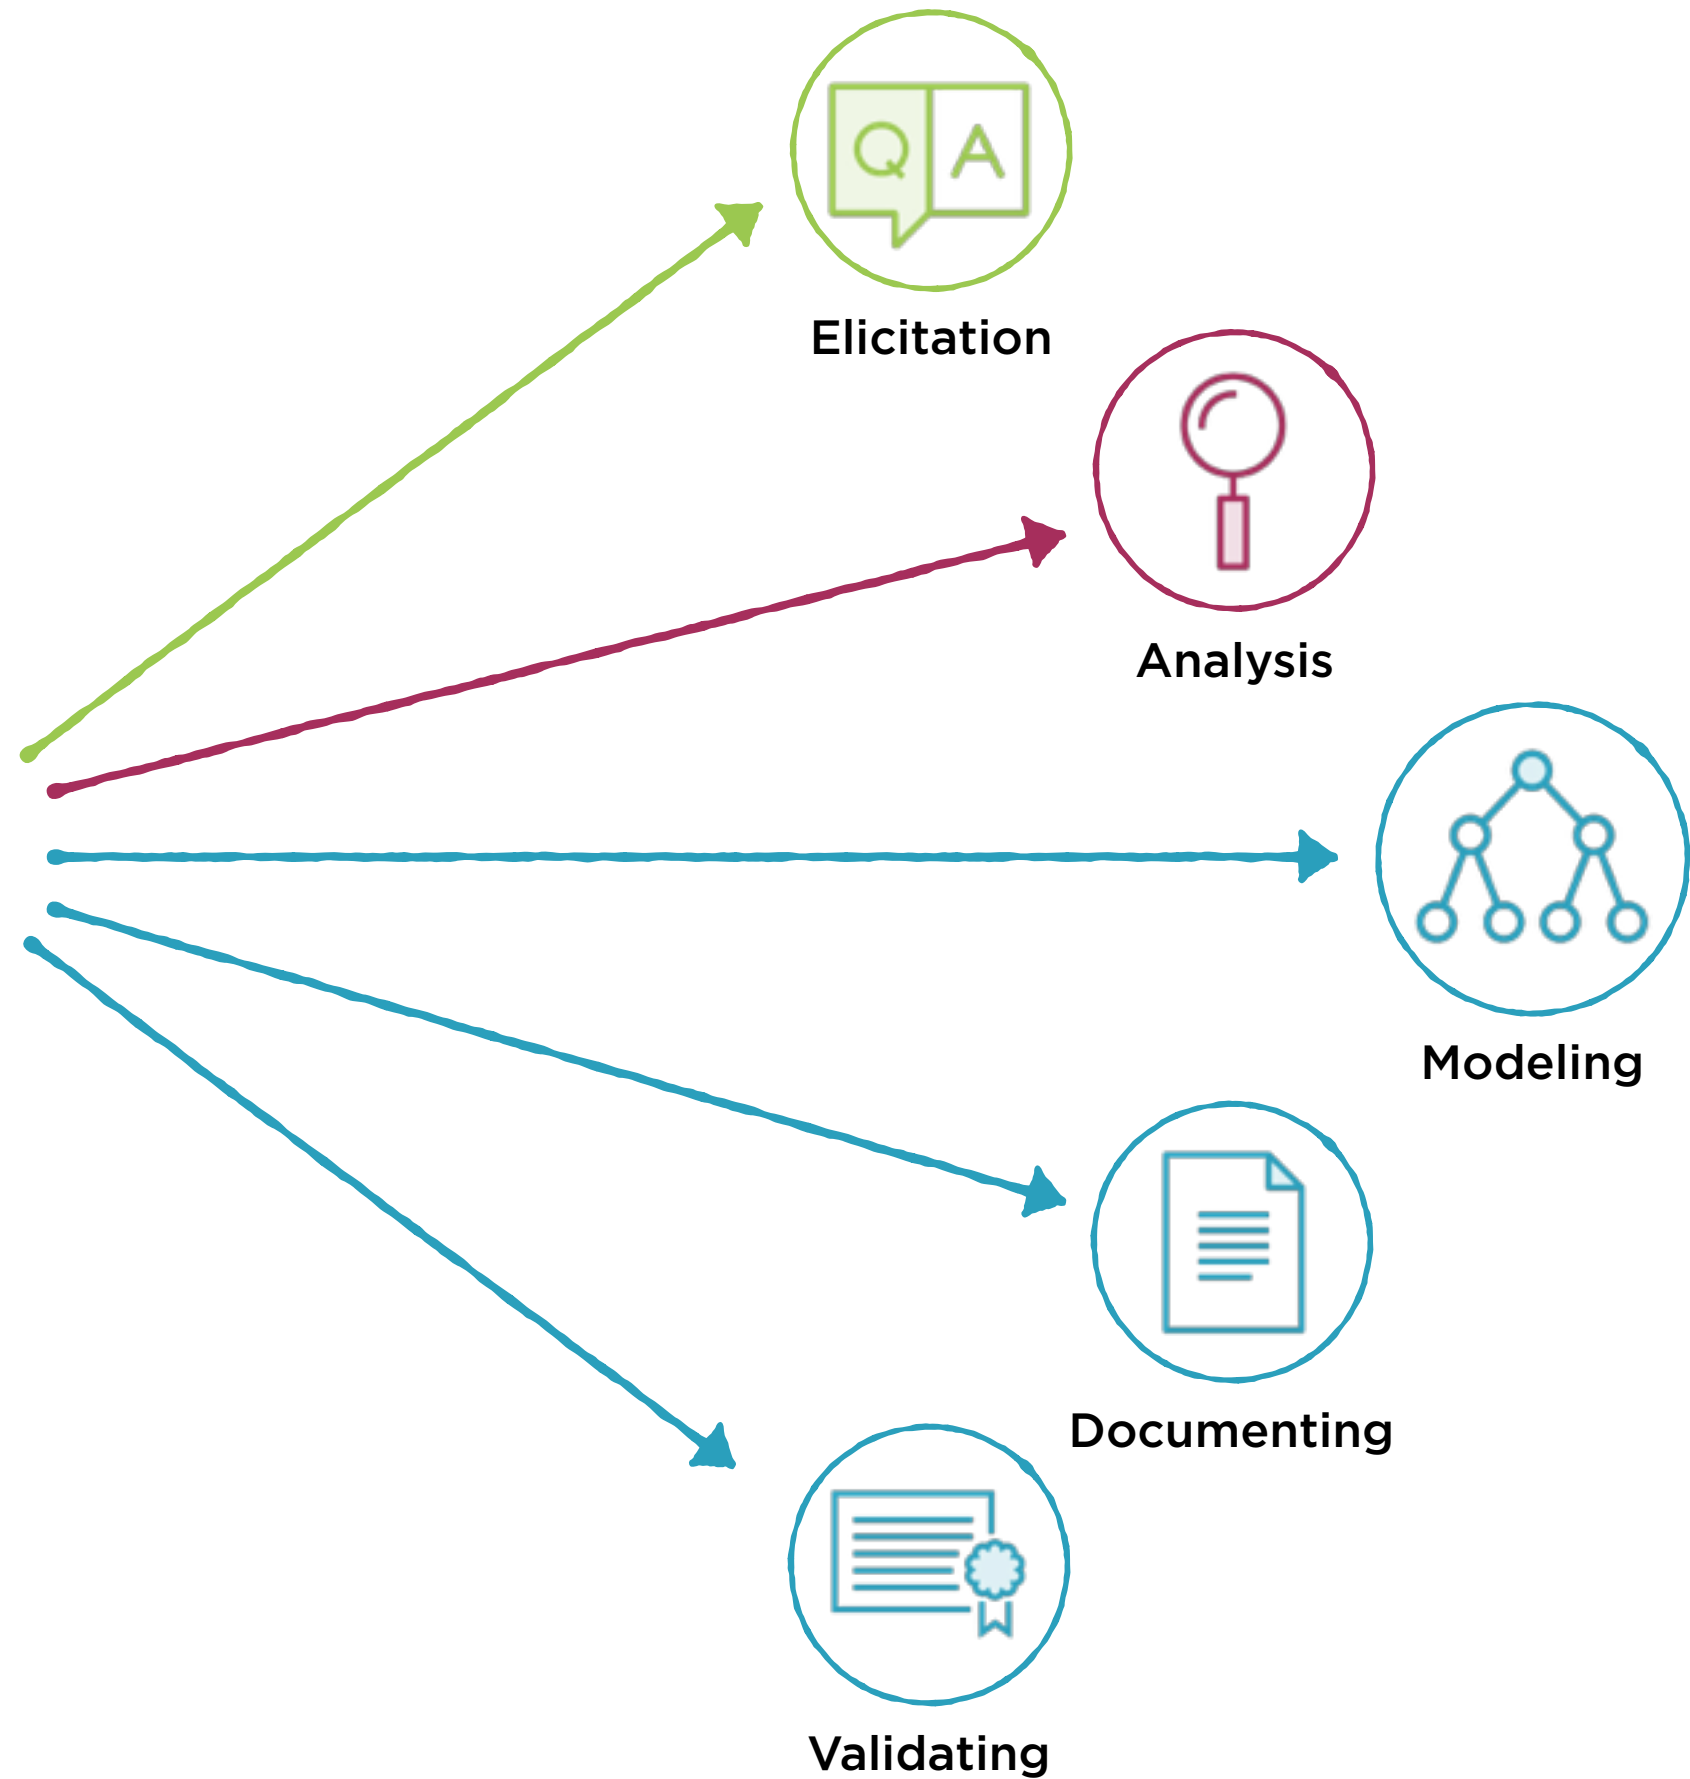 Q A
Elicitation
Analysis
Modeling
Documenting
Validating